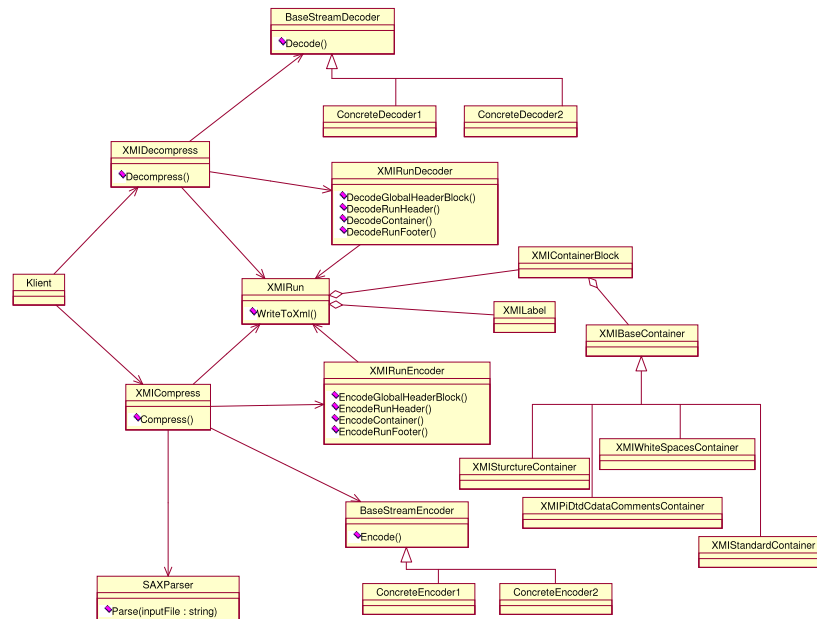 BaseStreamDecoder
Decode()
ConcreteDecoder1
ConcreteDecoder2
XMIDecompress
Decompress()
XMIRunDecoder
DecodeGlobalHeaderBlock()
DecodeRunHeader()
DecodeContainer()
DecodeRunFooter()
XMIContainerBlock
Klient
XMIRun
WriteToXml()
XMILabel
XMIBaseContainer
XMIRunEncoder
EncodeGlobalHeaderBlock()
EncodeRunHeader()
EncodeContainer()
EncodeRunFooter()
XMICompress
Compress()
XMIWhiteSpacesContainer
XMISturctureContainer
XMIPiDtdCdataCommentsContainer
BaseStreamEncoder
Encode()
XMIStandardContainer
SAXParser
Parse(inputFile : string)
ConcreteEncoder1
ConcreteEncoder2